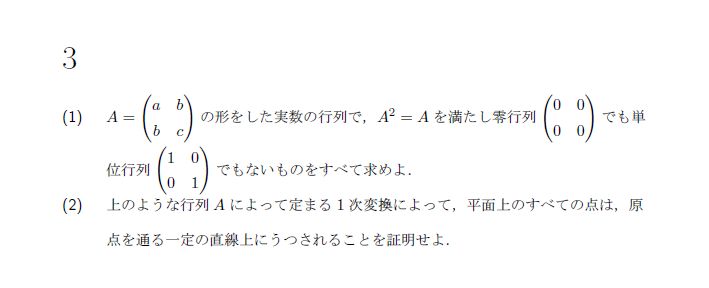 3
(1) A = \begin{pmatrix} a & b \\ b & c \end{pmatrix} の形をした実数の行列で，A^2 = A を満たし零行列 \begin{pmatrix} 0 & 0 \\ 0 & 0 \end{pmatrix} でも単
位行列 \begin{pmatrix} 1 & 0 \\ 0 & 1 \end{pmatrix} でもないものをすべて求めよ．
(2) 上のような行列 A によって定まる 1 次変換によって，平面上のすべての点は，原
点を通る一定の直線上にうつされることを証明せよ．